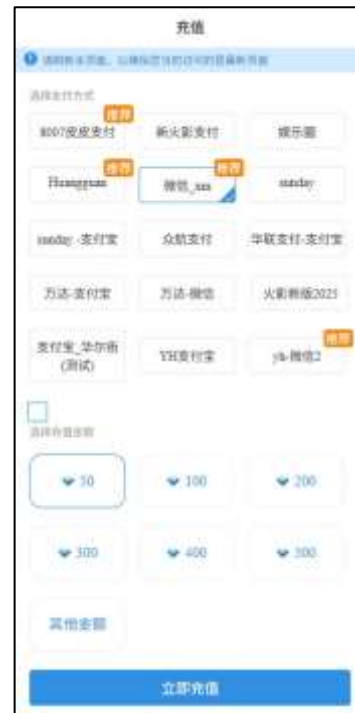 充值
选择支付方式
推荐
8007皮皮支付
新火影支付
娱乐圈
推荐
Huangguan
推荐
微信_xm
sunday
sunday -支付宝
众航支付
华联支付-支付宝
万达-支付宝
万达-微信
火影新版2025
支付宝_华尔街
(测试)
YH支付宝
推荐
yh-微信2
选择充值金额
50
100
200
300
400
500
其他金额
立即充值